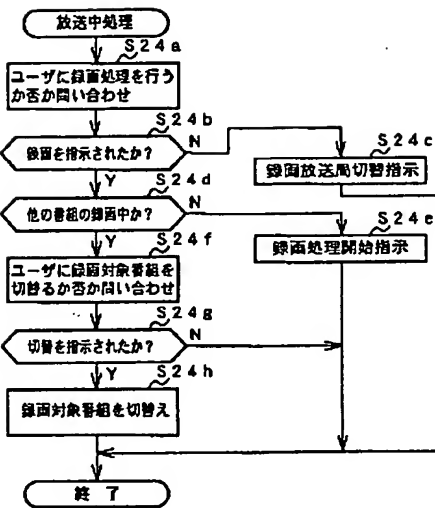 放送中処理
S24a
ユーザに録画処理を行う
か否か問い合わせ
S24b
録画を指示されたか?
N
S24c
録画放送局切替指示
Y
S24d
他の番組の録画中か?
N
S24e
録画処理開始指示
Y
S24f
ユーザに録画対象番組を
切替るか否か問い合わせ
S24g
切替を指示されたか?
N
Y
S24h
録画対象番組を切替え
終了